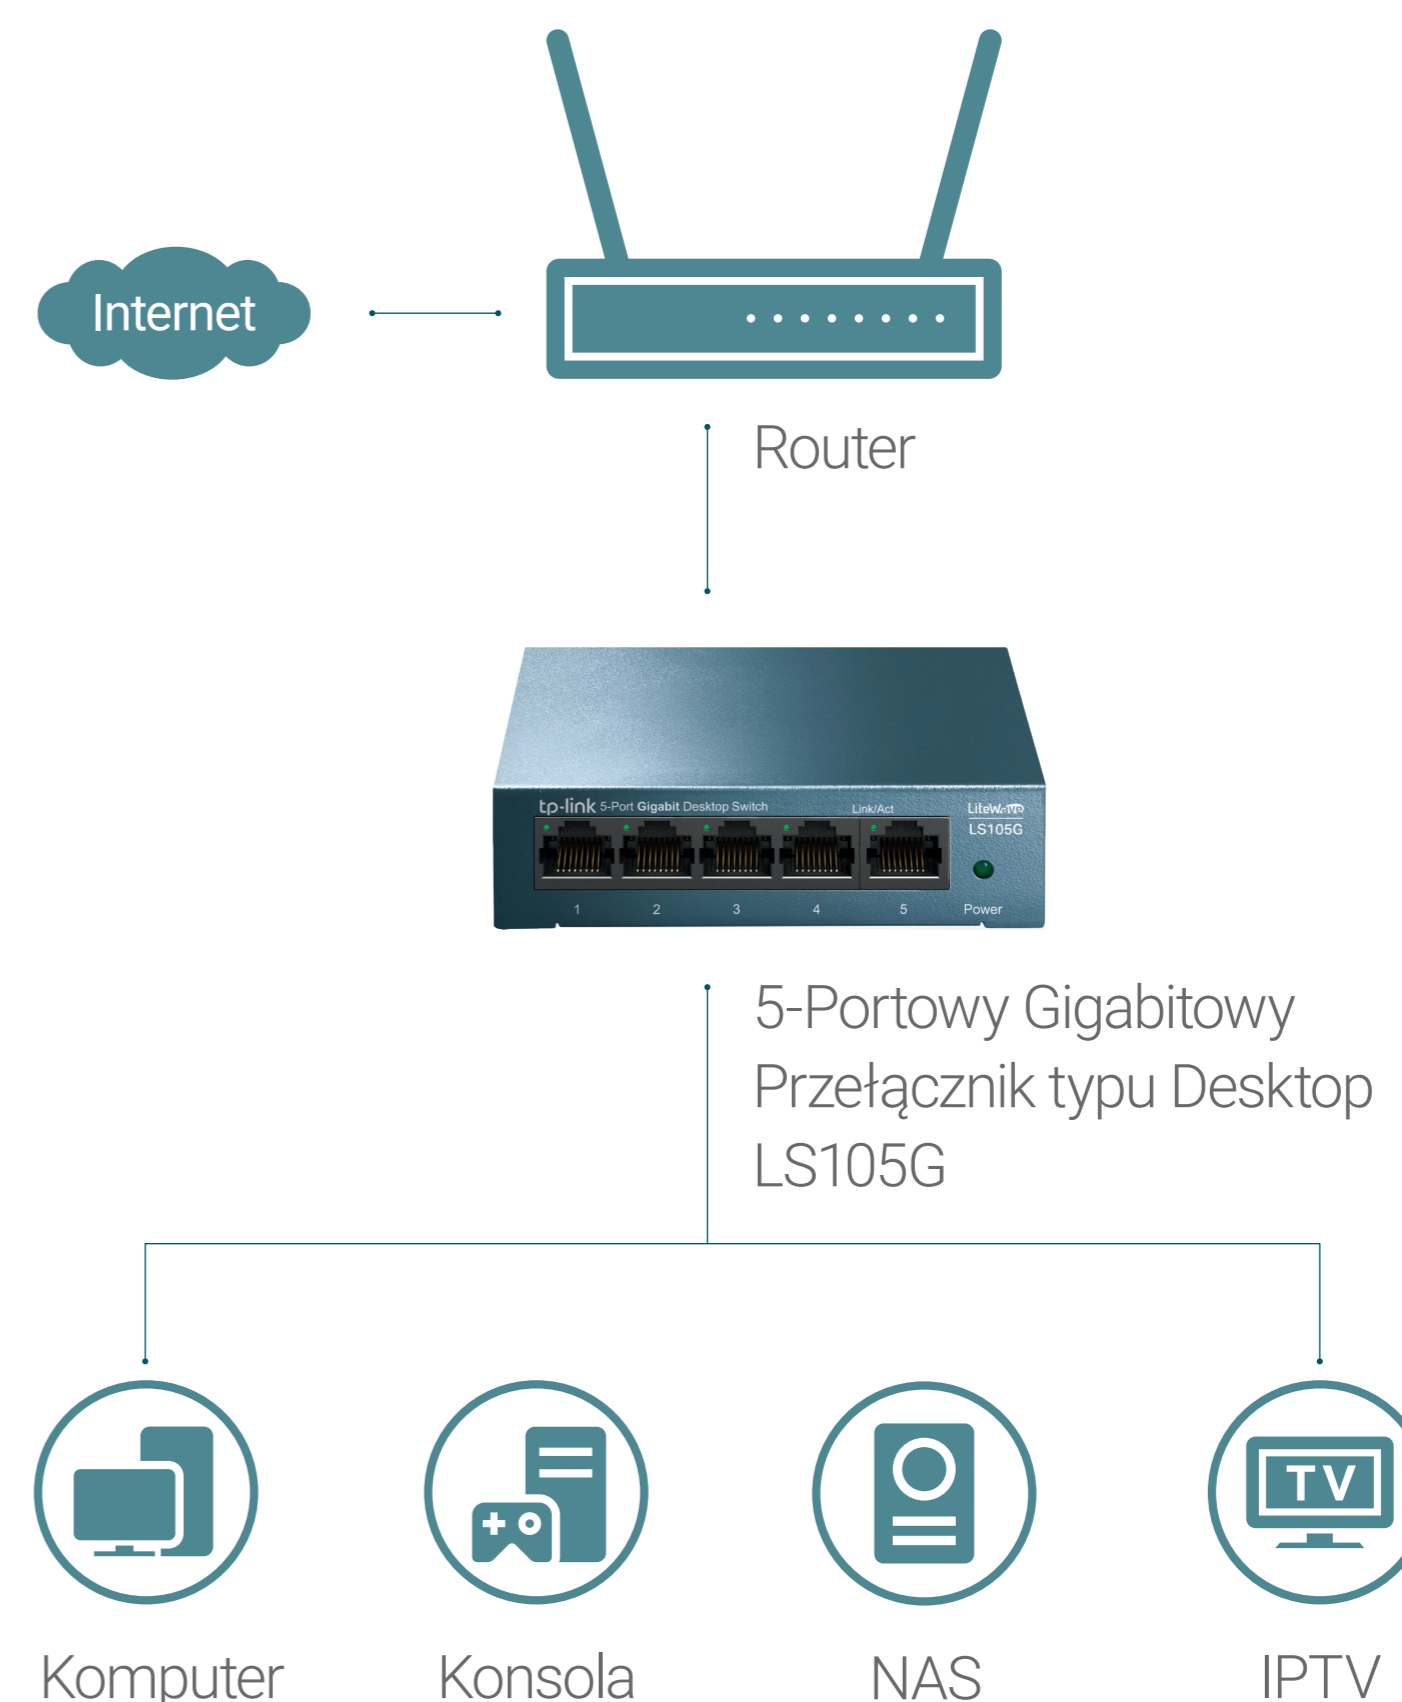 Internet
Router
tp-link 5-Port Gigabit Desktop Switch
Link/Act
LiteWave
LS105G
1 2 3 4 5 Power
5-Portowy Gigabitowy
Przełącznik typu Desktop
LS105G
TV
Komputer Konsola NAS IPTV